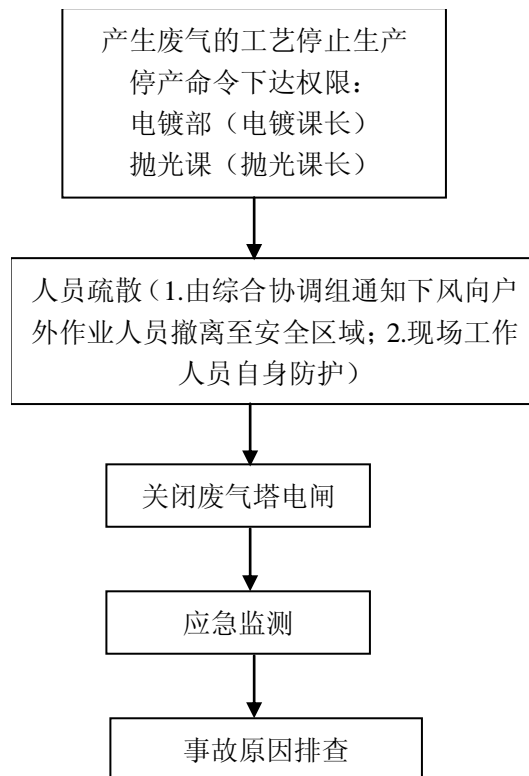 产生废气的工艺停止生产
停产命令下达权限：
电镀部（电镀课长）
抛光课（抛光课长）
人员疏散（1.由综合协调组通知下风向户
外作业人员撤离至安全区域；2.现场工作
人员自身防护）
关闭废气塔电闸
应急监测
事故原因排查